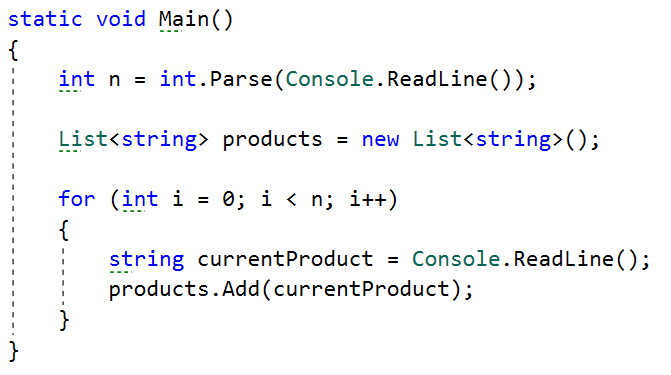 static void Main()
{
    int n = int.Parse(Console.ReadLine());
    List<string> products = new List<string>();
    for (int i = 0; i < n; i++)
    {
        string currentProduct = Console.ReadLine();
        products.Add(currentProduct);
    }
}